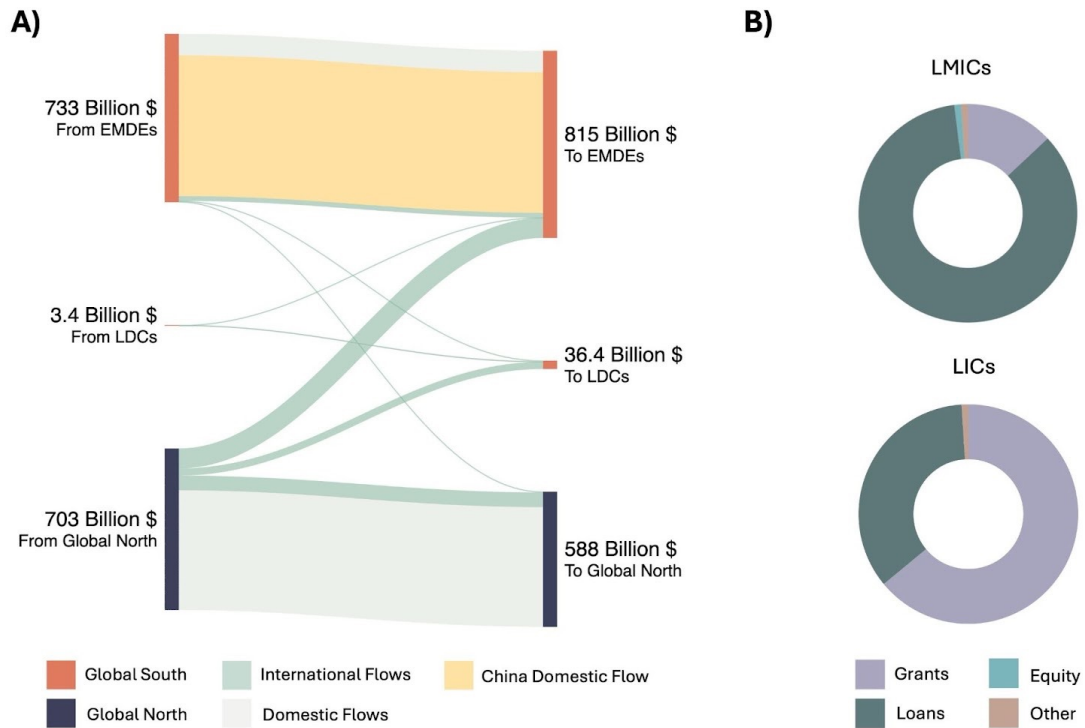 A)
733 Billion $
From EMDEs
815 Billion $
To EMDEs
3.4 Billion $
From LDCs
36.4 Billion $
To LDCs
703 Billion $
From Global North
588 Billion $
To Global North
Global South
International Flows
China Domestic Flow
Global North
Domestic Flows
B)
LMICs
LICs
Grants
Equity
Loans
Other